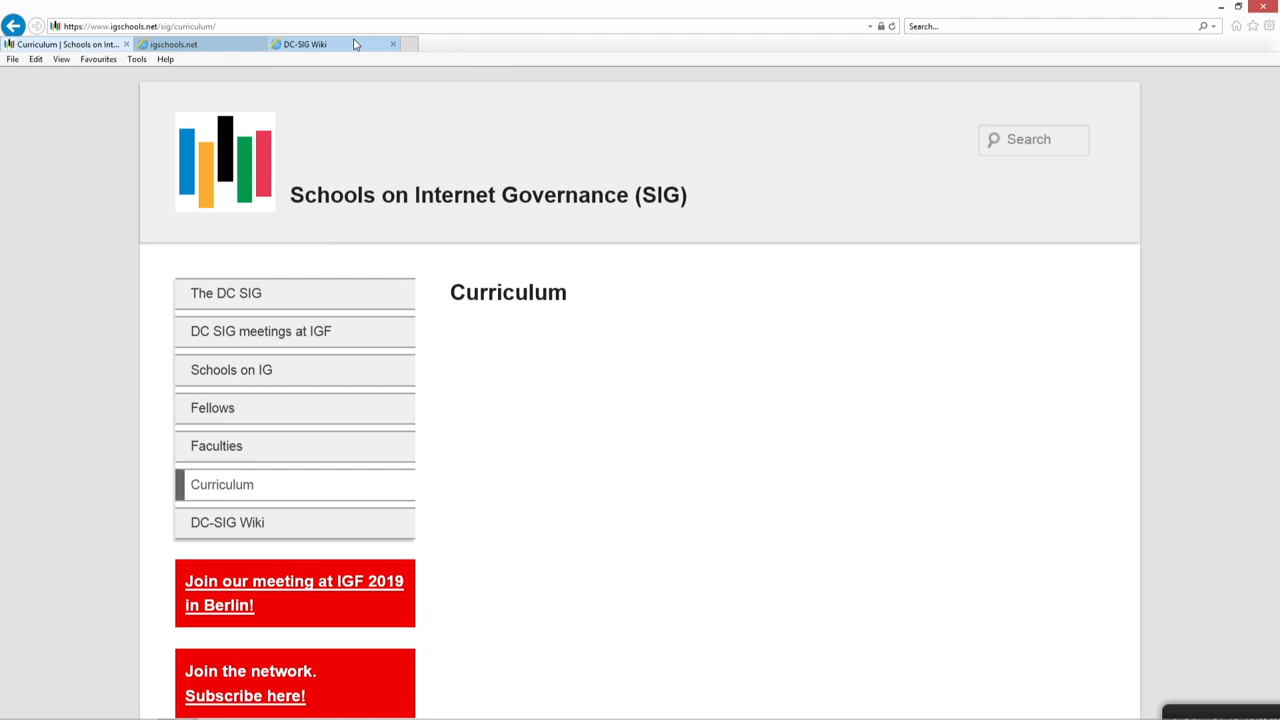 https://www.igschools.net/sig/curriculum/
Search...
Curriculum | Schools on Int...
igschools.net
DC-SIG Wiki
File Edit View Favourites Tools Help
Search
Schools on Internet Governance (SIG)
The DC SIG
DC SIG meetings at IGF
Schools on IG
Fellows
Faculties
Curriculum
DC-SIG Wiki
Curriculum
Join our meeting at IGF 2019
in Berlin!
Join the network.
Subscribe here!